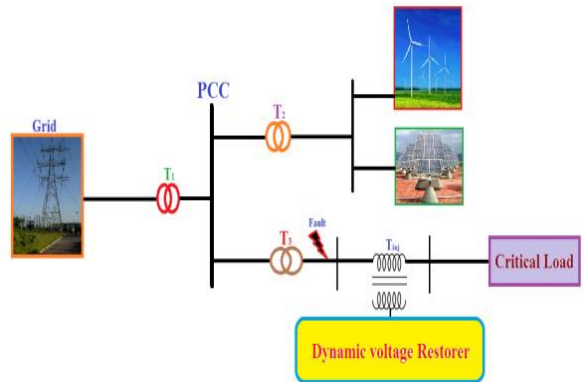 PCC
Grid
T1
T2
T3
Fault
Tinj
Critical Load
Dynamic voltage Restorer